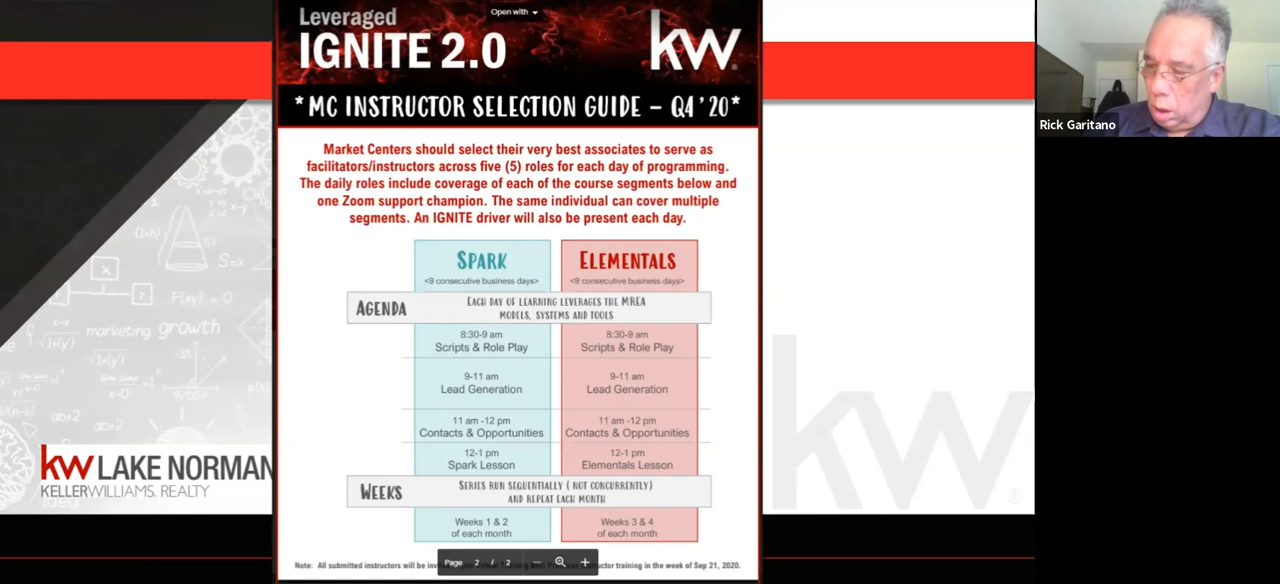 Leveraged
Open with
IGNITE 2.0
kw
* MC INSTRUCTOR SELECTION GUIDE – Q4 '20 *
Market Centers should select their very best associates to serve as
facilitators/instructors across five (5) roles for each day of programming.
The daily roles include coverage of each of the course segments below and
one Zoom support champion. The same individual can cover multiple
segments. An IGNITE driver will also be present each day.
SPARK
<9 consecutive business days>
ELEMENTALS
<9 consecutive business days>
AGENDA
EACH DAY OF LEARNING LEVERAGES THE MREA
MODELS, SYSTEMS AND TOOLS
8:30-9 am
Scripts & Role Play
8:30-9 am
Scripts & Role Play
9-11 am
Lead Generation
9-11 am
Lead Generation
11 am -12 pm
Contacts & Opportunities
11 am -12 pm
Contacts & Opportunities
12-1 pm
Spark Lesson
12-1 pm
Elementals Lesson
WEEKS
SERIES RUN SEQUENTIALLY ( NOT CONCURRENTLY)
AND REPEAT EACH MONTH
Weeks 1 & 2
of each month
Weeks 3 & 4
of each month
Page 2 / 2
Note: All submitted instructors will be training in the week of Sep 21, 2020.
Rick Garitano
marketing growth
(1+h)
S=x
F(x,y) = 0
x=0
ab+2
ab+2
kw LAKE NORMAN
KELLERWILLIAMS. REALTY
kw